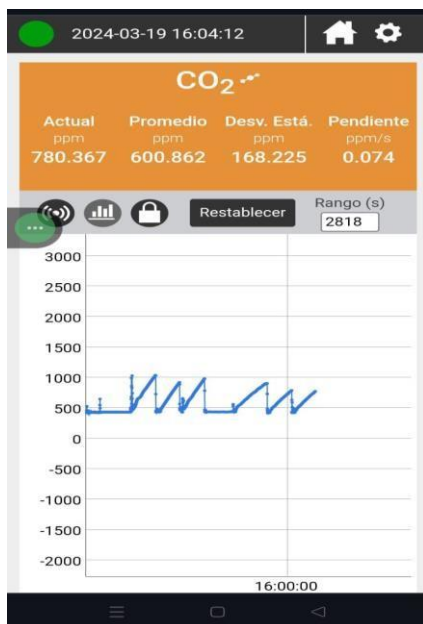 2024-03-19 16:04:12
CO2
Actual Promedio Desv. Está. Pendiente
ppm ppm ppm ppm/s
780.367 600.862 168.225 0.074
Restablecer
Rango (s)
2818
3000
2500
2000
1500
1000
500
0
-500
-1000
-1500
-2000
16:00:00